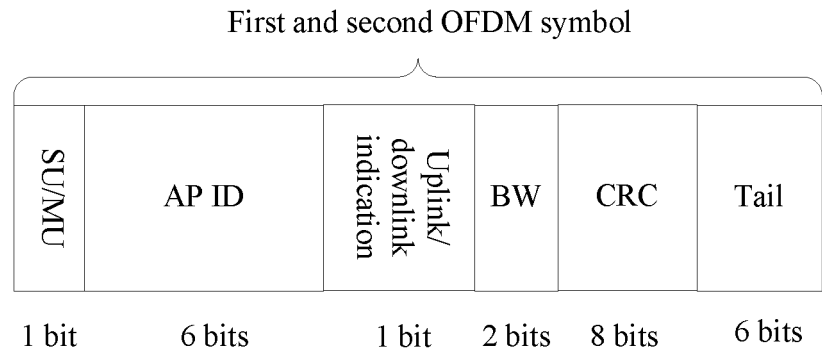 First and second OFDM symbol
SU/MU
AP ID
Uplink/
downlink
indication
BW
CRC
Tail
1 bit
6 bits
1 bit
2 bits
8 bits
6 bits